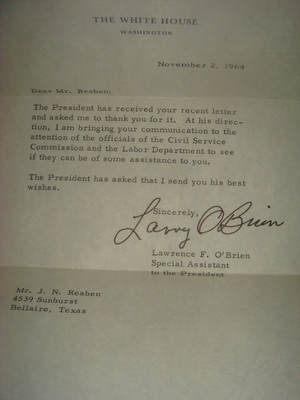 THE WHITE HOUSE
WASHINGTON
November 2, 1964
Dear Mr. Reaben:
The President has received your recent letter
and asked me to thank you for it. At his direc-
tion, I am bringing your communication to the
attention of the officials of the Civil Service
Commission and the Labor Department to see
if they can be of some assistance to you.
The President has asked that I send you his best
wishes.
Sincerely,
Larry O'Brien
Lawrence F. O'Brien
Special Assistant
to the President
Mr. J. N. Reaben
4539 Sunburst
Bellaire, Texas